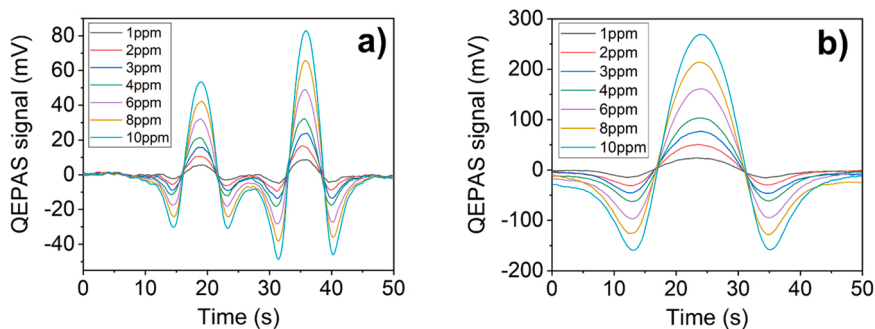 a)
1ppm
2ppm
3ppm
4ppm
6ppm
8ppm
10ppm
80
60
40
20
0
-20
-40
QEPAS signal (mV)
0 10 20 30 40 50
Time (s)
b)
1ppm
2ppm
3ppm
4ppm
6ppm
8ppm
10ppm
300
200
100
0
-100
-200
QEPAS signal (mV)
0 10 20 30 40 50
Time (s)